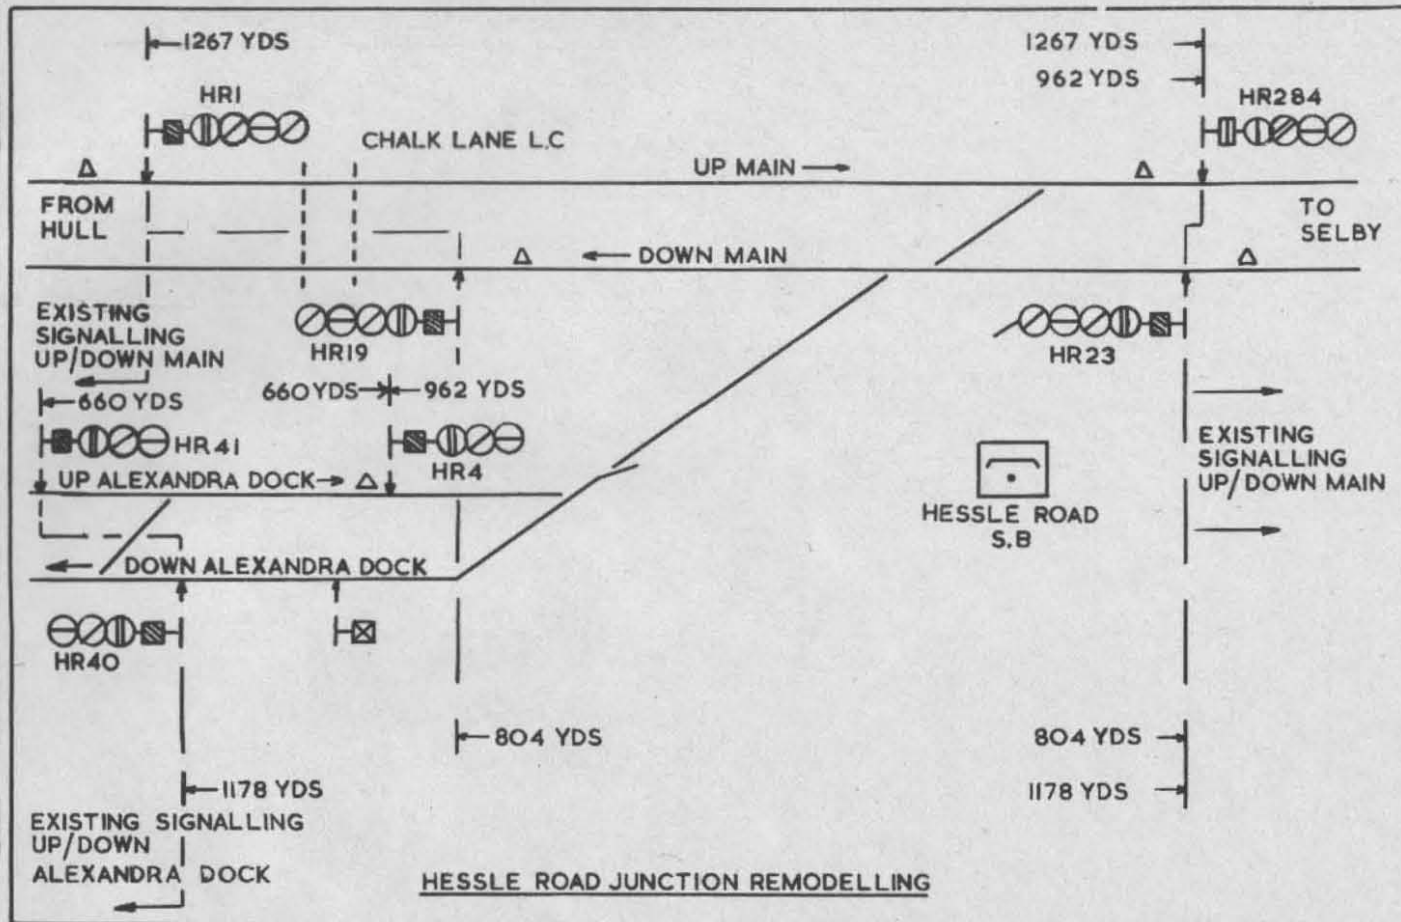 1267 YDS
1267 YDS
962 YDS
HR1
HR284
CHALK LANE L.C
UP MAIN
FROM
HULL
TO
SELBY
DOWN MAIN
EXISTING
SIGNALLING
UP/DOWN MAIN
HR19
HR23
660 YDS
660 YDS
962 YDS
HR41
HR4
EXISTING
SIGNALLING
UP/DOWN MAIN
UP ALEXANDRA DOCK
HESSLE ROAD
S.B
DOWN ALEXANDRA DOCK
HR40
804 YDS
804 YDS
1178 YDS
1178 YDS
EXISTING SIGNALLING
UP/DOWN
ALEXANDRA DOCK
HESSLE ROAD JUNCTION REMODELLING